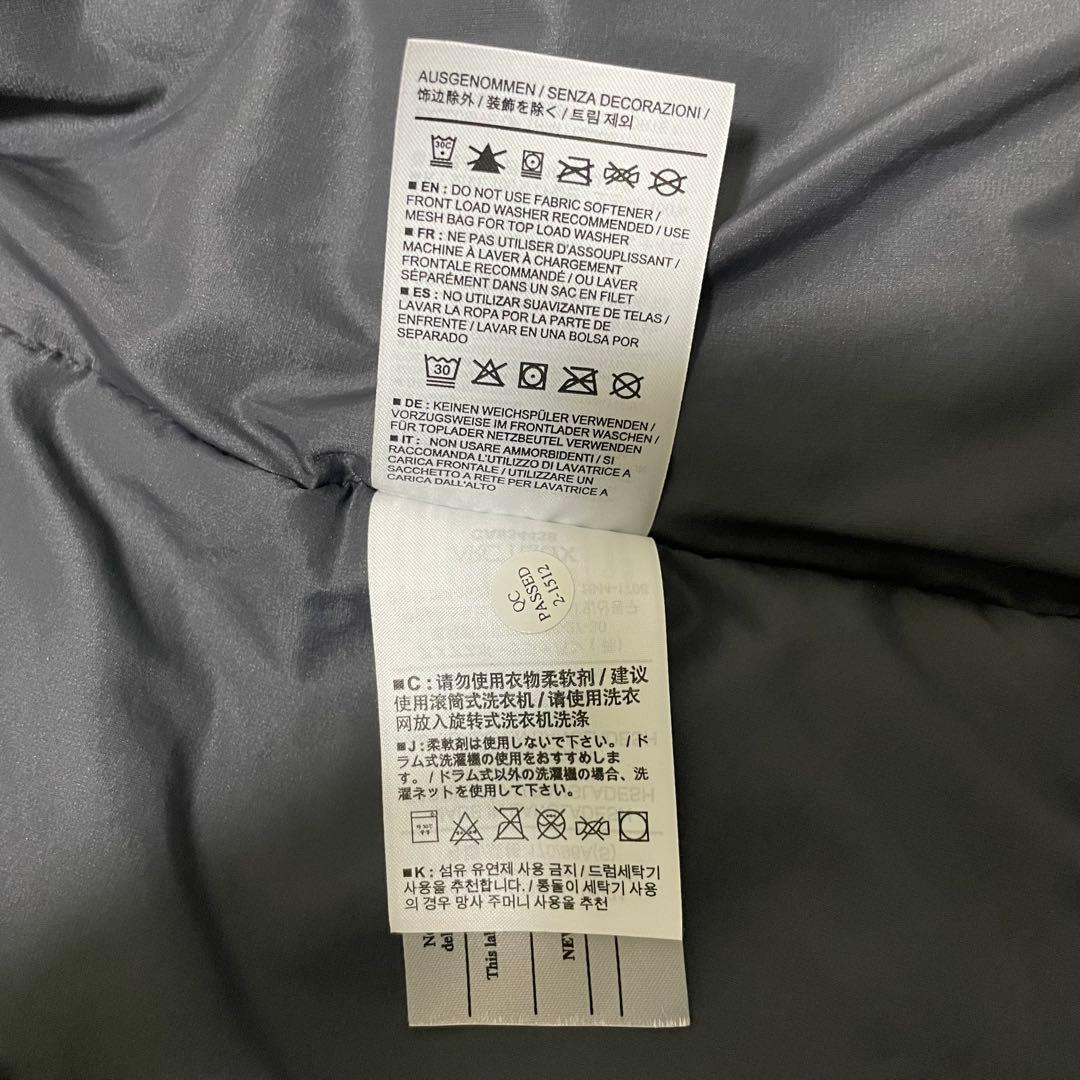 AUSGENOMMEN / SENZA DECORAZIONI /
饰边除外 / 装飾を除く / 트림 제외
30C
■ EN : DO NOT USE FABRIC SOFTENER /
FRONT LOAD WASHER RECOMMENDED / USE
MESH BAG FOR TOP LOAD WASHER
■ FR : NE PAS UTILISER D'ASSOUPLISSANT /
MACHINE À LAVER À CHARGEMENT
FRONTALE RECOMMANDÉ / OU LAVER
SÉPARÉMENT DANS UN SAC EN FILET
■ ES : NO UTILIZAR SUAVIZANTE DE TELAS /
LAVAR LA ROPA POR LA PARTE DE
ENFRENTE / LAVAR EN UNA BOLSA POR
SEPARADO
30
■ DE : KEINEN WEICHSPÜLER VERWENDEN /
VORZUGSWEISE IM FRONTLADER WASCHEN /
FÜR TOPLADER NETZBEUTEL VERWENDEN
■ IT : NON USARE AMMORBIDENTI / SI
RACCOMANDA L'UTILIZZO DI LAVATRICE A
CARICA FRONTALE / UTILIZZARE UN
SACCHETTO A RETE PER LAVATRICE A
CARICA DALL'ALTO
QC
PASSED
2-1512
■C : 请勿使用衣物柔软剂 / 建议
使用滚筒式洗衣机 / 请使用洗衣
网放入旋转式洗衣机洗涤
■J : 柔軟剤は使用しないで下さい。 / ド
ラム式洗濯機の使用をおすすめしま
す。 / ドラム式以外の洗濯機の場合、洗
濯ネットを使用して下さい。
■K : 섬유 유연제 사용 금지 / 드럼세탁기
사용을 추천합니다. / 통돌이 세탁기 사용
의 경우 망사 주머니 사용을 추천
This
NEW